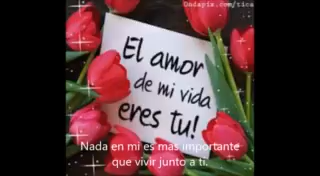 Dadayix.com/tica
El amor
de mi vida
eres tu!
Nada en mi es mas importante
que vivir junto a ti.